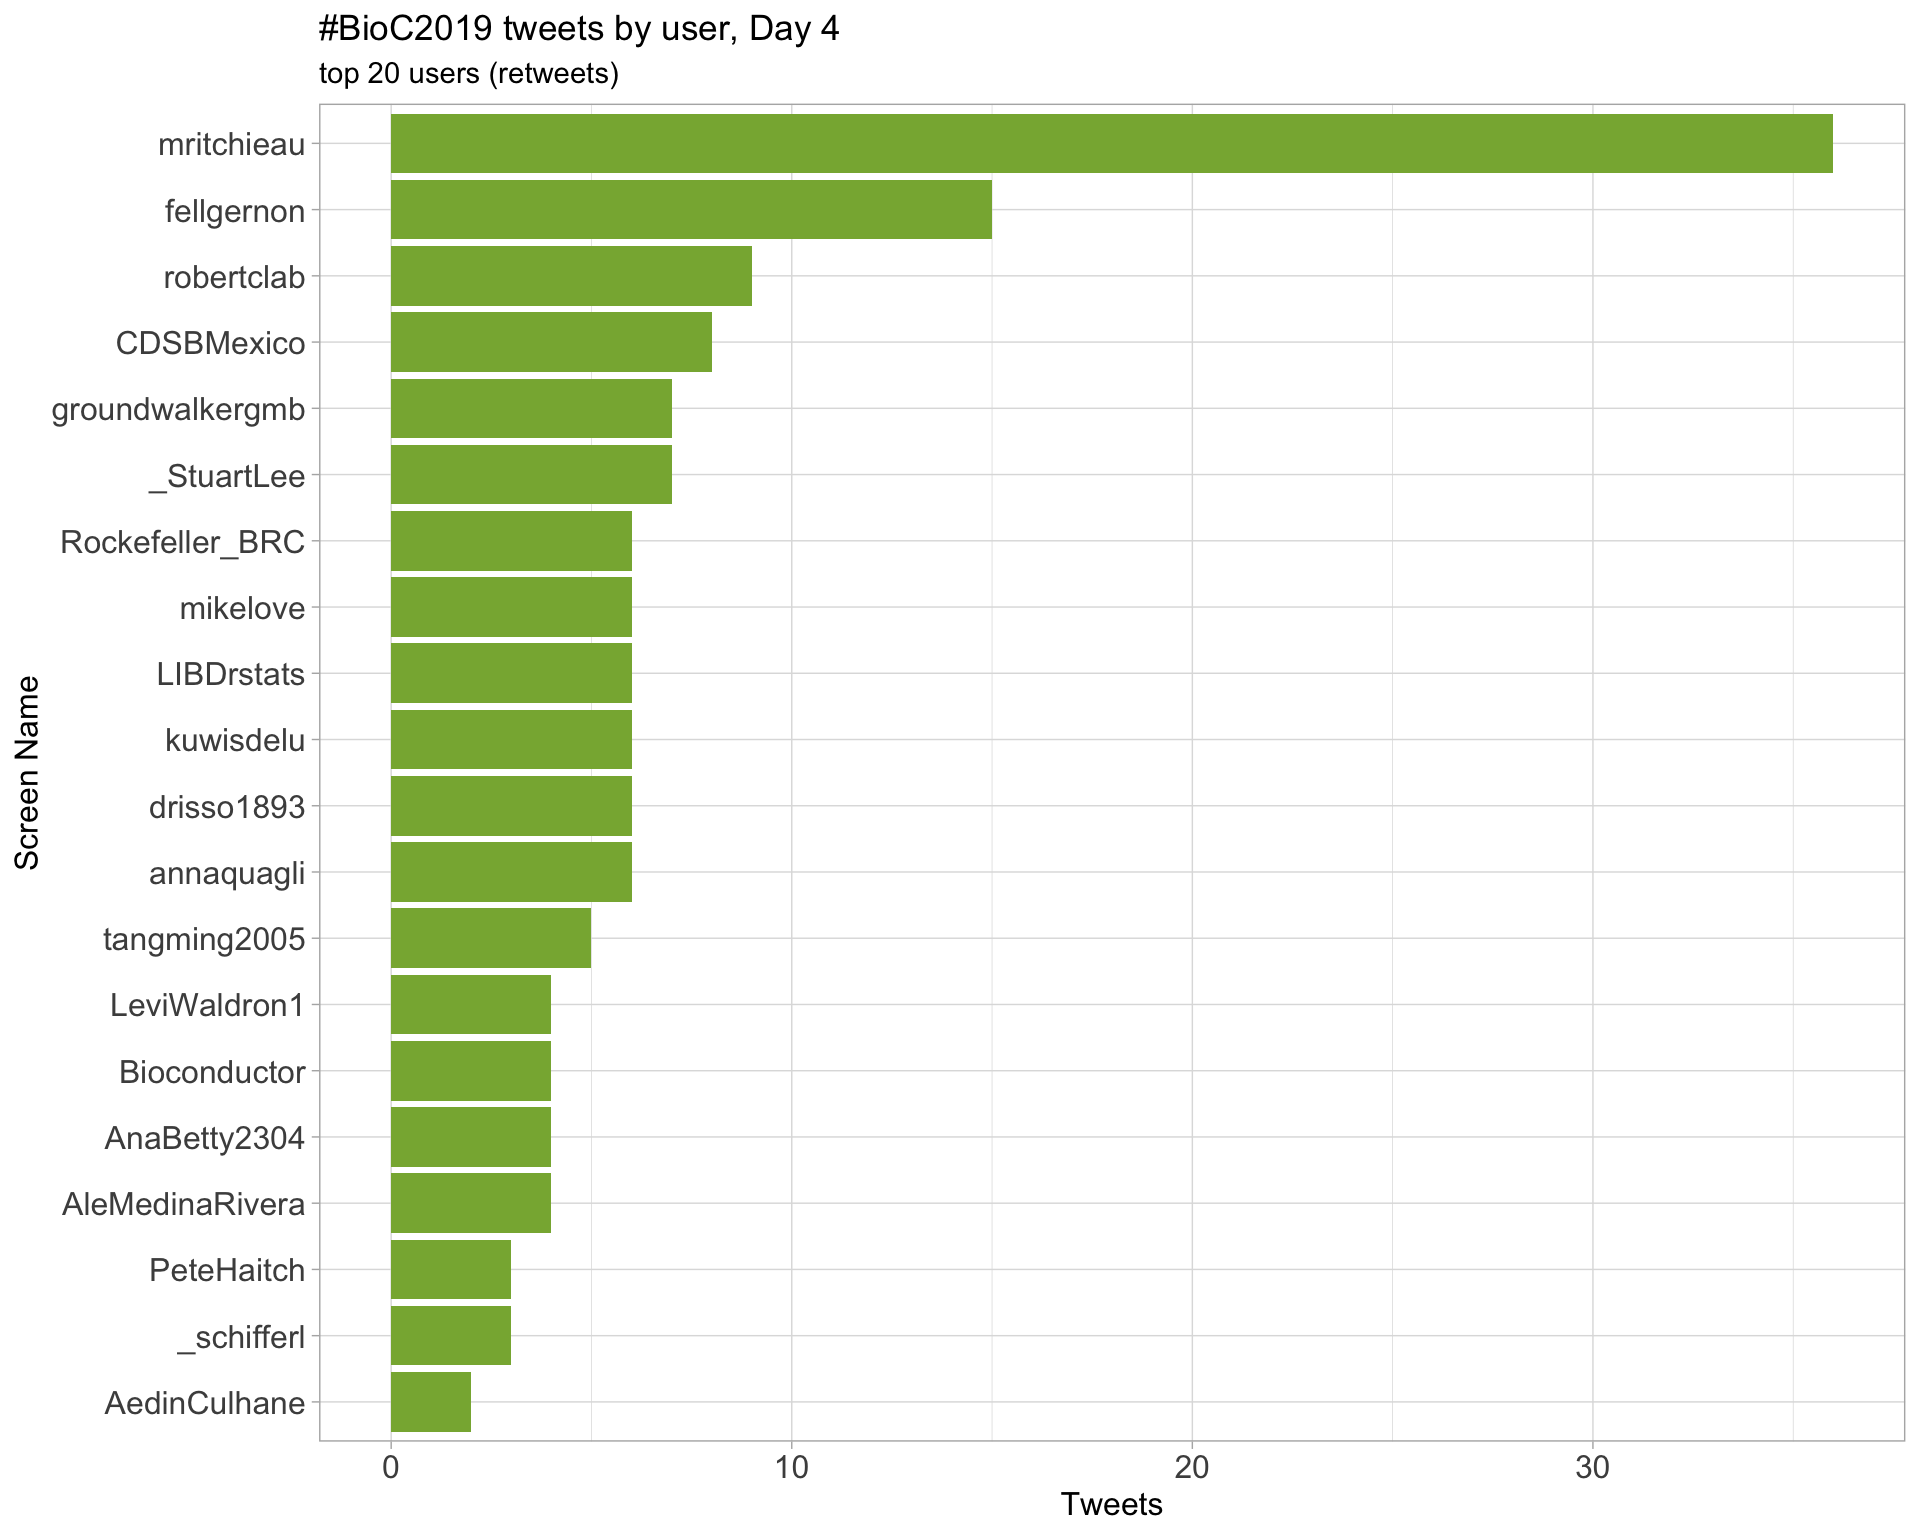 #BioC2019 tweets by user, Day 4
top 20 users (retweets)
Screen Name
mritchieau
fellgernon
robertclab
CDSBMexico
groundwalkergmb
_StuartLee
Rockefeller_BRC
mikelove
LIBDrstats
kuwisdelu
drisso1893
annaquagli
tangming2005
LeviWaldron1
Bioconductor
AnaBetty2304
AleMedinaRivera
PeteHaitch
_schifferl
AedinCulhane
0 10 20 30
Tweets